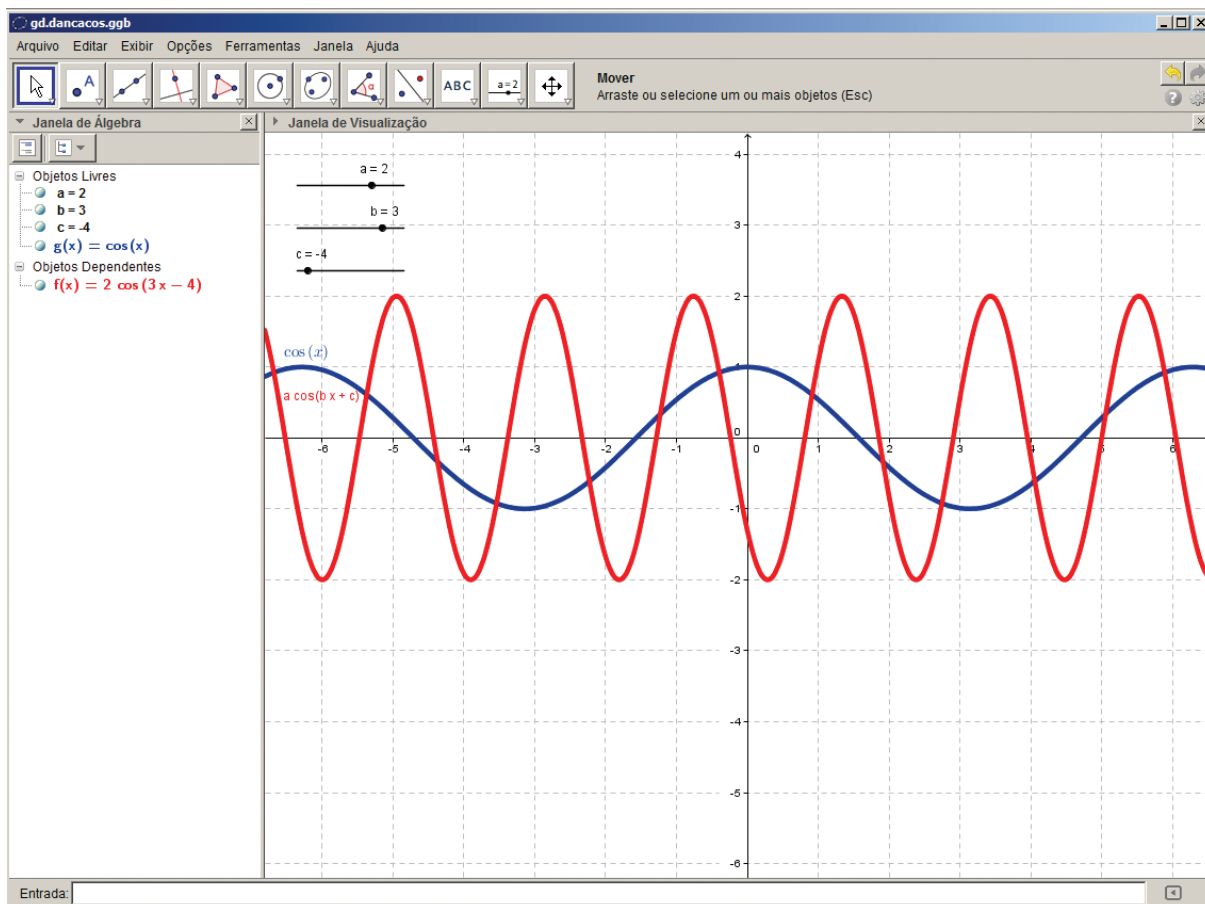 gd.dancacos.ggb
Arquivo Editar Exibir Opções Ferramentas Janela Ajuda
A
α
ABC
a=2
Mover
Arraste ou selecione um ou mais objetos (Esc)
Janela de Álgebra
Objetos Livres
a = 2
b = 3
c = -4
g(x) = cos(x)
Objetos Dependentes
f(x) = 2 cos(3 x – 4)
Janela de Visualização
a = 2
b = 3
c = -4
cos (x)
a cos(b x + c)
4
3
2
1
0
-1
-2
-3
-4
-5
-6
-6 -5 -4 -3 -2 -1 0 1 2 3 4 5 6
Entrada: